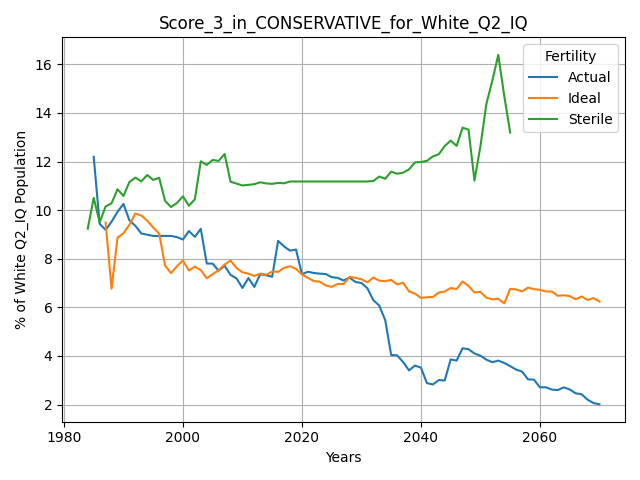 Score_3_in_CONSERVATIVE_for_White_Q2_IQ
Fertility
Actual
Ideal
Sterile
% of White Q2_IQ Population
16
14
12
10
8
6
4
2
1980
2000
2020
2040
2060
Years